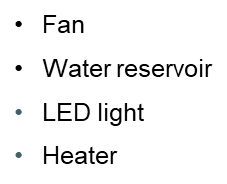 • Fan
• Water reservoir
• LED light
• Heater